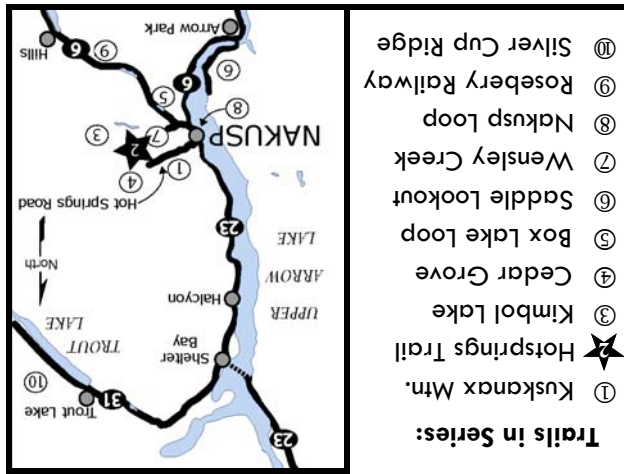 Trails in Series:
① Kuskanax Mtn.
2 Hotsprings Trail
③ Kimbol Lake
④ Cedar Grove
⑤ Box Lake Loop
⑥ Saddle Lookout
⑦ Wensley Creek
⑧ Nakusp Loop
⑨ Rosebery Railway
⑩ Silver Cup Ridge
23
Shelter
Bay
31
Trout Lake
⑩
TROUT
LAKE
Halcyon
UPPER
ARROW
LAKE
North
23
Hot Springs Road
①
④
2
③
NAKUSP
⑦
⑧
⑤
⑥
6
⑨
6
Hills
Arrow Park